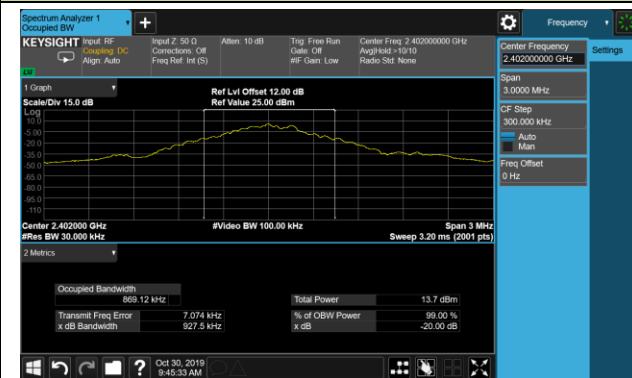 Spectrum Analyzer 1
Occupied BW
+
Frequency
KEYSIGHT
Input: RF
Coupling: DC
Align: Auto
Input Z: 50 Ω
Corrections: Off
Freq Ref: Int (S)
Atten: 10 dB
Trig: Free Run
Gate: Off
#IF Gain: Low
Center Freq: 2.402000000 GHz
Avg|Hold:>10/10
Radio Std: None
Center Frequency
2.402000000 GHz
Settings
Span
3.0000 MHz
CF Step
300.000 kHz
Auto
Man
Freq Offset
0 Hz
1 Graph
Scale/Div 15.0 dB
Ref Lvl Offset 12.00 dB
Ref Value 25.00 dBm
Log
10.0
-5.00
-20.0
-35.0
-50.0
-65.0
-80.0
-95.0
-110
Center 2.402000 GHz
#Res BW 30.000 kHz
#Video BW 100.00 kHz
Span 3 MHz
Sweep 3.20 ms (2001 pts)
2 Metrics
Occupied Bandwidth
869.12 kHz
Total Power 13.7 dBm
Transmit Freq Error 7.074 kHz
% of OBW Power 99.00 %
x dB Bandwidth 927.5 kHz
x dB -20.00 dB
?
Oct 30, 2019
9:45:33 AM